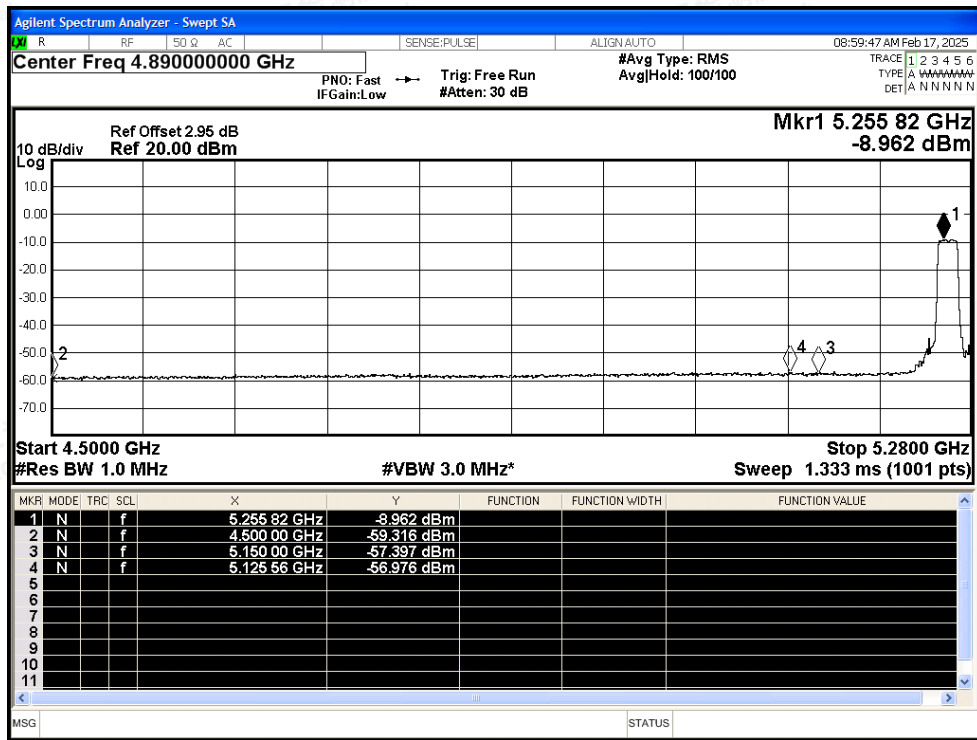 Agilent Spectrum Analyzer - Swept SA
LXI R RF 50 Ω AC SENSE:PULSE ALIGN AUTO 08:59:47 AM Feb 17, 2025
Center Freq 4.890000000 GHz #Avg Type: RMS TRACE 1 2 3 4 5 6
PNO: Fast Trig: Free Run Avg|Hold: 100/100 TYPE A WWWWW
IFGain:Low #Atten: 30 dB DET A N N N N N
Mkr1 5.255 82 GHz
Ref Offset 2.95 dB
10 dB/div Ref 20.00 dBm -8.962 dBm
Log
10.0
0.00
1
-10.0
-20.0
-30.0
-40.0
4 3
-50.0
2
-60.0
-70.0
Start 4.5000 GHz Stop 5.2800 GHz
#Res BW 1.0 MHz #VBW 3.0 MHz* Sweep 1.333 ms (1001 pts)
MKR MODE TRC SCL X Y FUNCTION FUNCTION WIDTH FUNCTION VALUE
1 N f 5.255 82 GHz -8.962 dBm
2 N f 4.500 00 GHz -59.316 dBm
3 N f 5.150 00 GHz -57.397 dBm
4 N f 5.125 56 GHz -56.976 dBm
5
6
7
8
9
10
11
MSG STATUS